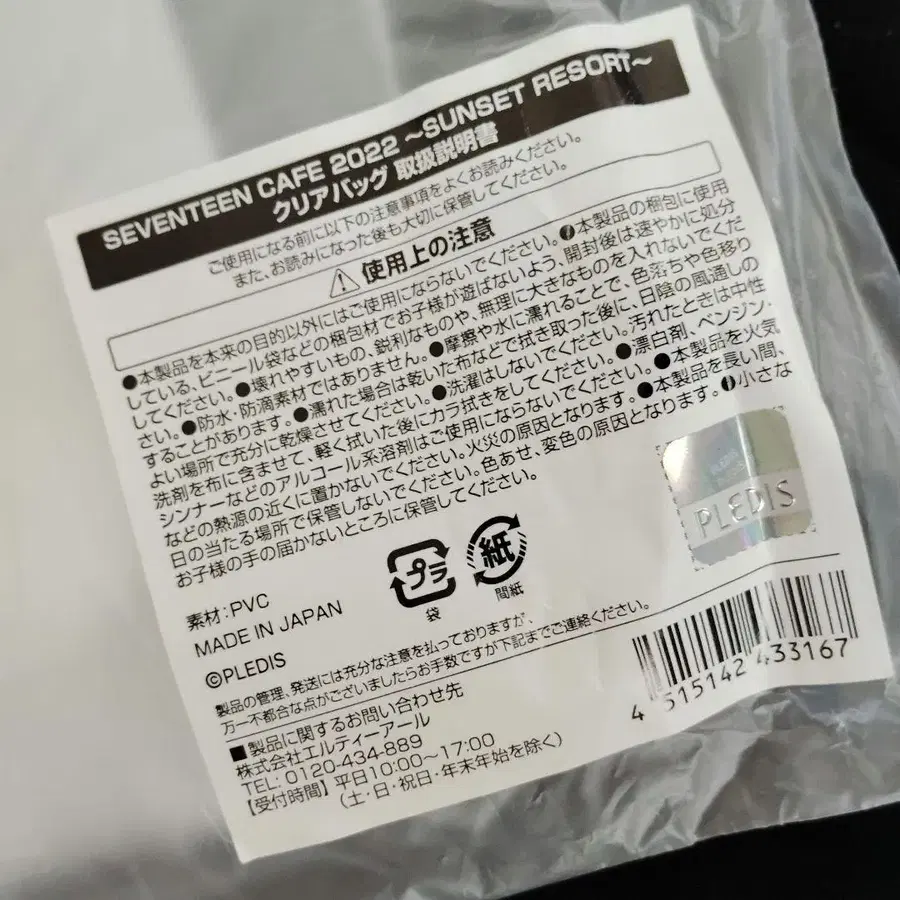 SEVENTEEN CAFE 2022 ~SUNSET RESORT~
クリアバッグ 取扱説明書
ご使用になる前に以下の注意事項をよくお読みください。
また、お読みになった後も大切に保管してください。
⚠使用上の注意
●本製品を本来の目的以外にはご使用にならないでください。❗本製品の梱包に使用
している、ビニール袋などの梱包材でお子様が遊ばないよう、開封後は速やかに処分
してください。●壊れやすいもの、鋭利なものや、無理に大きなものを入れないでくだ
さい。●防水・防滴素材ではありません。●摩擦や水に濡れることで、色落ちや色移り
することがあります。●濡れた場合は乾いた布などで拭き取った後に、日陰の風通しの
よい場所で充分に乾燥させてください。●洗濯はしないでください。汚れたときは中性
洗剤を布に含ませて、軽く拭いた後にカラ拭きをしてください。●漂白剤、ベンジン・
シンナーなどのアルコール系溶剤はご使用にならないでください。●本製品を火気
などの熱源の近くに置かないでください。火災の原因となります。●本製品を長い間、
日の当たる場所で保管しないでください。色あせ、変色の原因となります。❗小さな
お子様の手の届かないところに保管してください。
PLEDIS
プラ
袋
紙
間紙
素材:PVC
MADE IN JAPAN
©PLEDIS
製品の管理、発送には充分な注意を払っておりますが、
万一不都合な点がございましたらお手数ですが下記までご連絡ください。
■製品に関するお問い合わせ先
株式会社エルティーアール
TEL: 0120-434-889
【受付時間】平日10:00~17:00
(土・日・祝日・年末年始を除く)
4 515142 433167